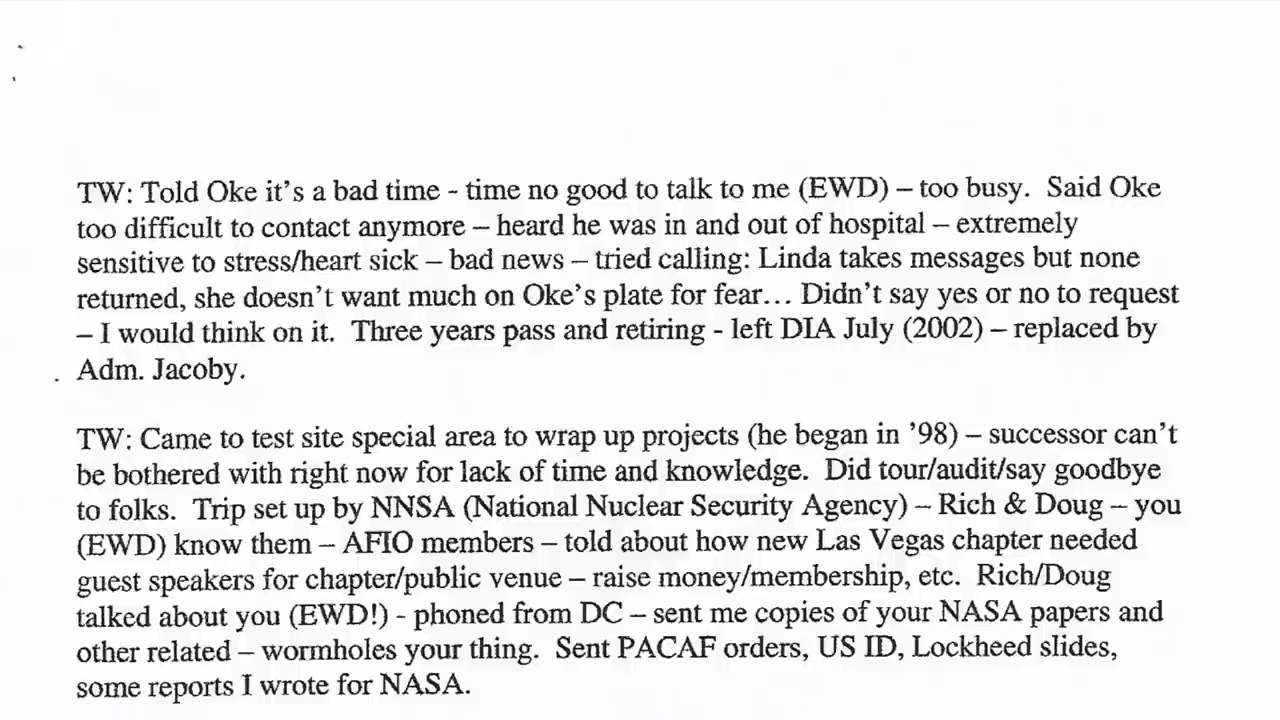 TW: Told Oke it's a bad time - time no good to talk to me (EWD) – too busy. Said Oke
too difficult to contact anymore – heard he was in and out of hospital – extremely
sensitive to stress/heart sick – bad news – tried calling: Linda takes messages but none
returned, she doesn't want much on Oke's plate for fear… Didn't say yes or no to request
– I would think on it. Three years pass and retiring - left DIA July (2002) – replaced by
Adm. Jacoby.
TW: Came to test site special area to wrap up projects (he began in '98) – successor can't
be bothered with right now for lack of time and knowledge. Did tour/audit/say goodbye
to folks. Trip set up by NNSA (National Nuclear Security Agency) – Rich & Doug – you
(EWD) know them – AFIO members – told about how new Las Vegas chapter needed
guest speakers for chapter/public venue – raise money/membership, etc. Rich/Doug
talked about you (EWD!) - phoned from DC – sent me copies of your NASA papers and
other related – wormholes your thing. Sent PACAF orders, US ID, Lockheed slides,
some reports I wrote for NASA.